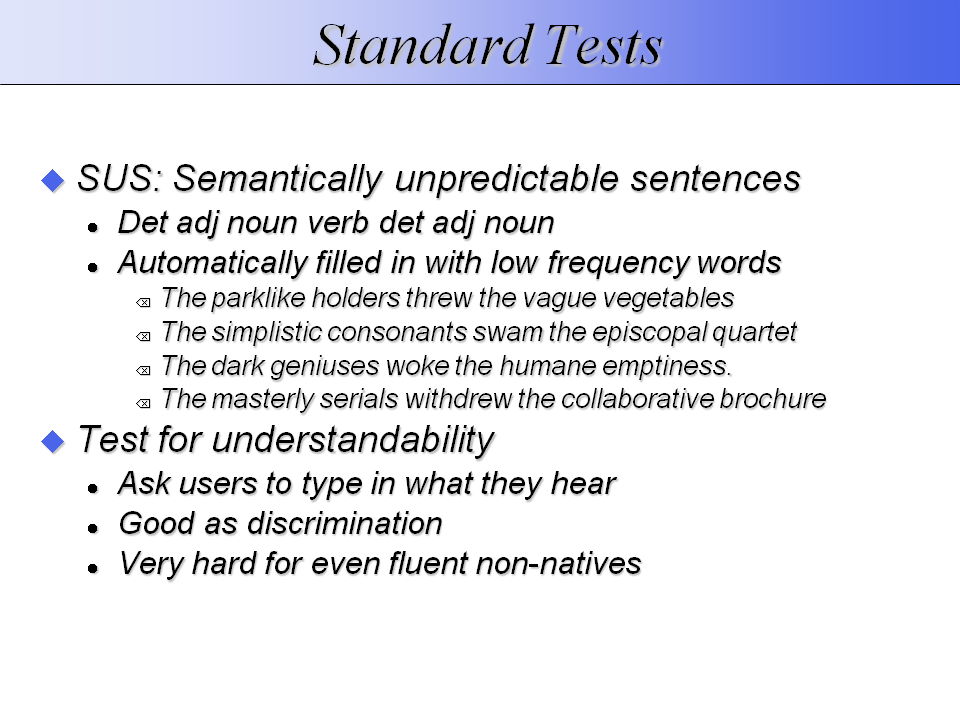 Standard Tests
SUS: Semantically unpredictable sentences
Det adj noun verb det adj noun
Automatically filled in with low frequency words
The parklike holders threw the vague vegetables
The simplistic consonants swam the episcopal quartet
The dark geniuses woke the humane emptiness.
The masterly serials withdrew the collaborative brochure
Test for understandability
Ask users to type in what they hear
Good as discrimination
Very hard for even fluent non-natives